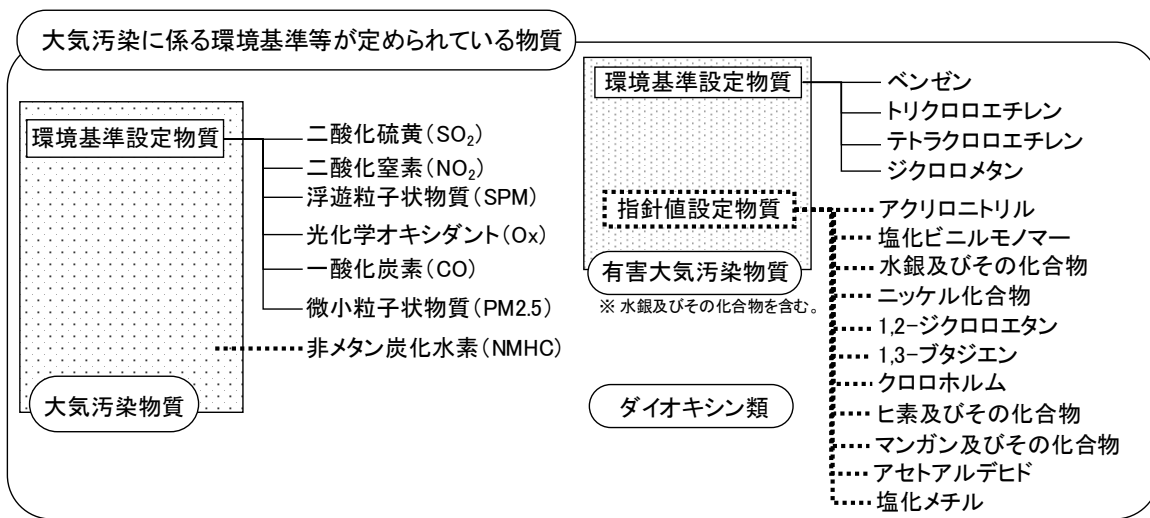 大気汚染に係る環境基準等が定められている物質
環境基準設定物質
二酸化硫黄(SO₂)
二酸化窒素(NO₂)
浮遊粒子状物質(SPM)
光化学オキシダント(Ox)
一酸化炭素(CO)
微小粒子状物質(PM2.5)
非メタン炭化水素(NMHC)
大気汚染物質
環境基準設定物質
ベンゼン
トリクロロエチレン
テトラクロロエチレン
ジクロロメタン
指針値設定物質
アクリロニトリル
塩化ビニルモノマー
水銀及びその化合物
ニッケル化合物
1,2-ジクロロエタン
1,3-ブタジエン
クロロホルム
ヒ素及びその化合物
マンガン及びその化合物
アセトアルデヒド
塩化メチル
有害大気汚染物質
※ 水銀及びその化合物を含む。
ダイオキシン類